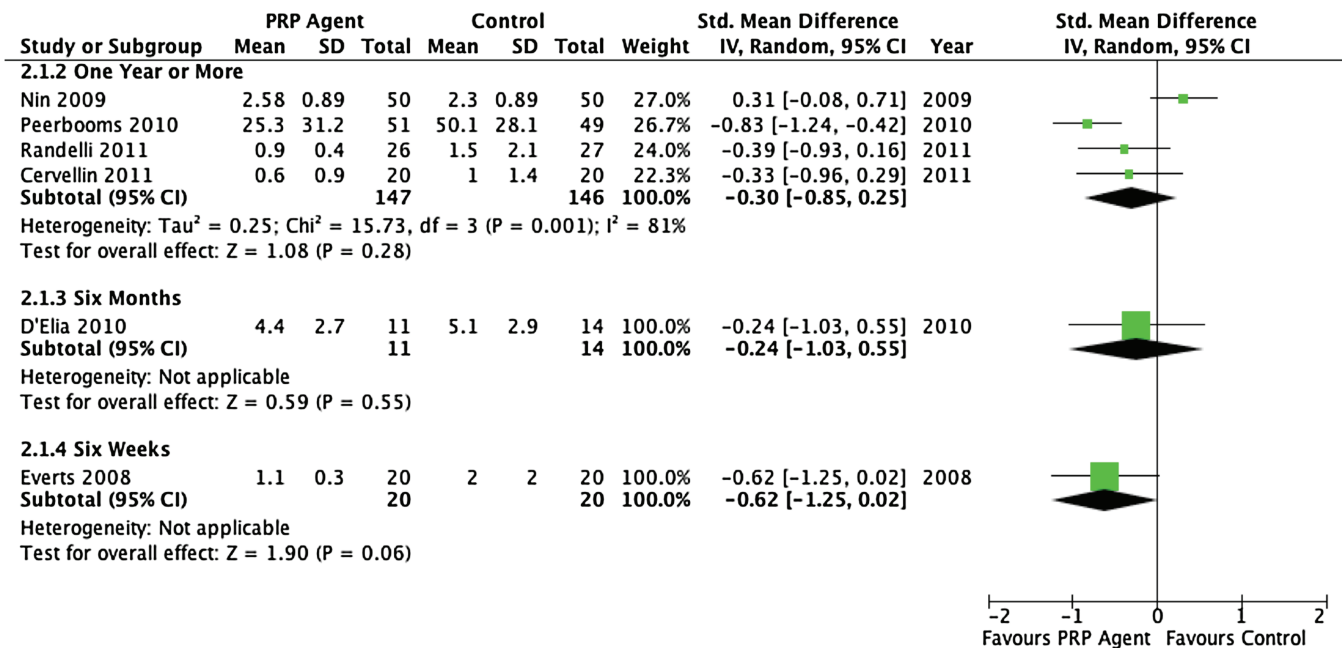 PRP Agent Control Std. Mean Difference Std. Mean Difference
Study or Subgroup Mean SD Total Mean SD Total Weight IV, Random, 95% CI Year IV, Random, 95% CI
2.1.2 One Year or More
Nin 2009 2.58 0.89 50 2.3 0.89 50 27.0% 0.31 [-0.08, 0.71] 2009
Peerbooms 2010 25.3 31.2 51 50.1 28.1 49 26.7% -0.83 [-1.24, -0.42] 2010
Randelli 2011 0.9 0.4 26 1.5 2.1 27 24.0% -0.39 [-0.93, 0.16] 2011
Cervellin 2011 0.6 0.9 20 1 1.4 20 22.3% -0.33 [-0.96, 0.29] 2011
Subtotal (95% CI) 147 146 100.0% -0.30 [-0.85, 0.25]
Heterogeneity: Tau² = 0.25; Chi² = 15.73, df = 3 (P = 0.001); I² = 81%
Test for overall effect: Z = 1.08 (P = 0.28)
2.1.3 Six Months
D'Elia 2010 4.4 2.7 11 5.1 2.9 14 100.0% -0.24 [-1.03, 0.55] 2010
Subtotal (95% CI) 11 14 100.0% -0.24 [-1.03, 0.55]
Heterogeneity: Not applicable
Test for overall effect: Z = 0.59 (P = 0.55)
2.1.4 Six Weeks
Everts 2008 1.1 0.3 20 2 2 20 100.0% -0.62 [-1.25, 0.02] 2008
Subtotal (95% CI) 20 20 100.0% -0.62 [-1.25, 0.02]
Heterogeneity: Not applicable
Test for overall effect: Z = 1.90 (P = 0.06)
-2 -1 0 1 2
Favours PRP Agent Favours Control